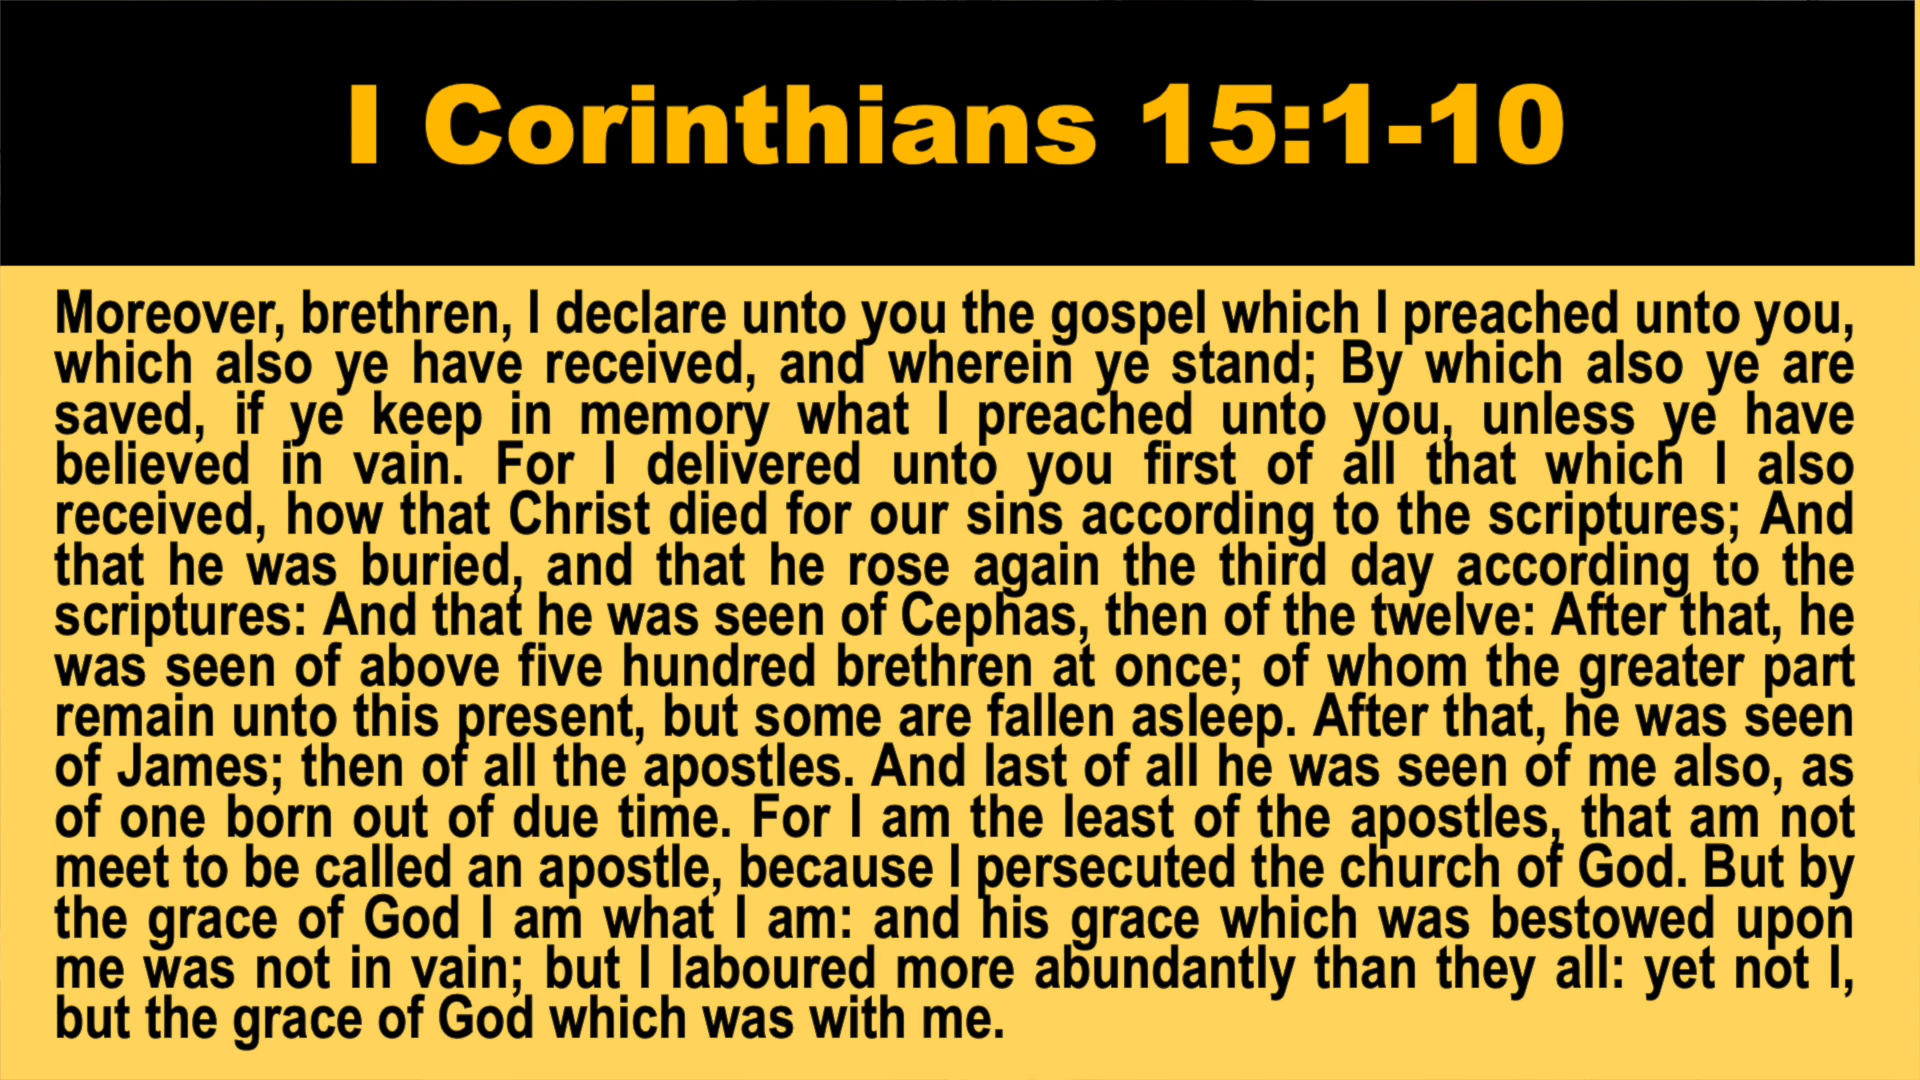 I Corinthians 15:1-10
Moreover, brethren, I declare unto you the gospel which I preached unto you,
which also ye have received, and wherein ye stand; By which also ye are
saved, if ye keep in memory what I preached unto you, unless ye have
believed in vain. For I delivered unto you first of all that which I also
received, how that Christ died for our sins according to the scriptures; And
that he was buried, and that he rose again the third day according to the
scriptures: And that he was seen of Cephas, then of the twelve: After that, he
was seen of above five hundred brethren at once; of whom the greater part
remain unto this present, but some are fallen asleep. After that, he was seen
of James; then of all the apostles. And last of all he was seen of me also, as
of one born out of due time. For I am the least of the apostles, that am not
meet to be called an apostle, because I persecuted the church of God. But by
the grace of God I am what I am: and his grace which was bestowed upon
me was not in vain; but I laboured more abundantly than they all: yet not I,
but the grace of God which was with me.